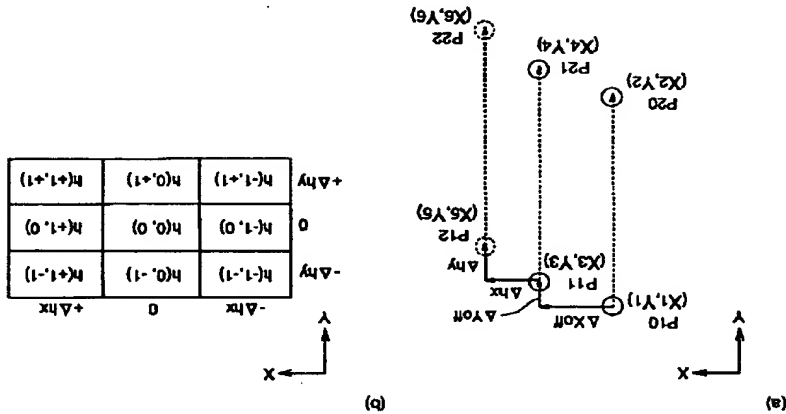 (a)
X
Y
P10
(X1,Y1)
ΔXoff
ΔYoff
P11
(X3,Y3)
Δhx
Δhy
P12
(X5,Y5)
P20
(X2,Y2)
P21
(X4,Y4)
P22
(X6,Y6)
(b)
X
Y
-Δhx 0 +Δhx
-Δhy h(-1,-1) h(0,-1) h(+1,-1)
0 h(-1,0) h(0,0) h(+1,0)
+Δhy h(-1,+1) h(0,+1) h(+1,+1)